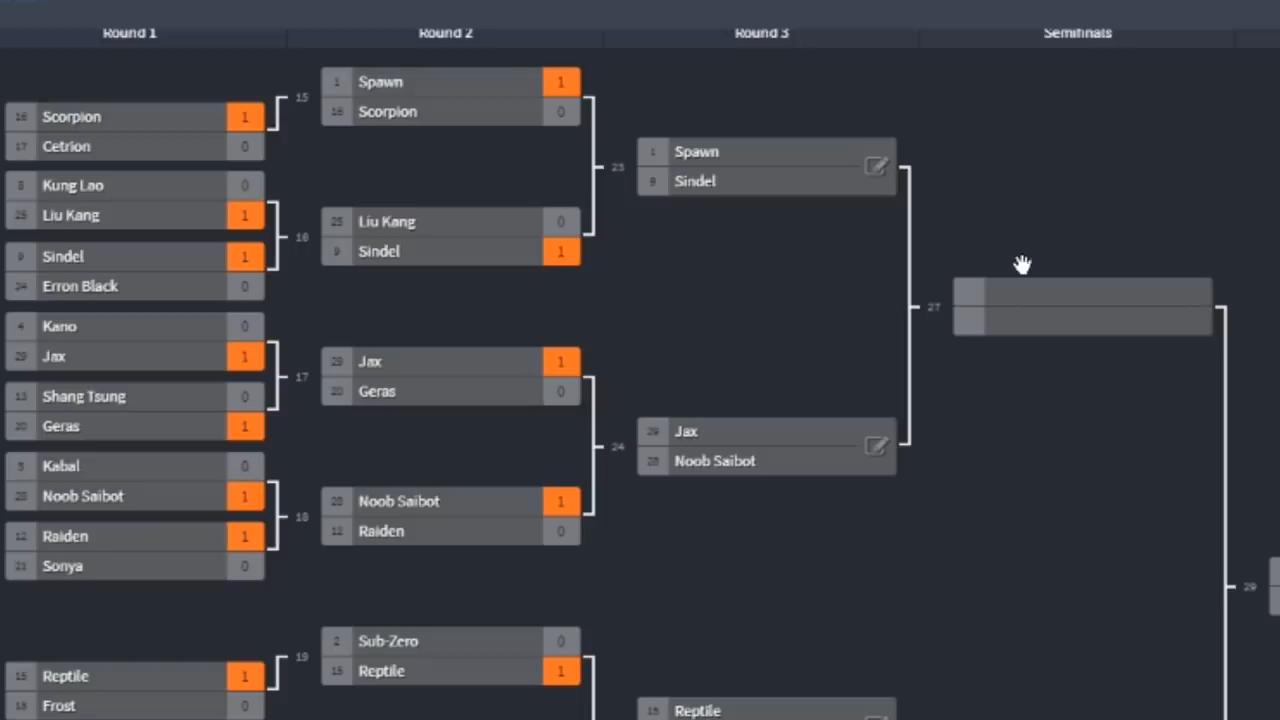 Round 1
Round 2
Round 3
Semifinals
16 Scorpion 1
17 Cetrion 0
8 Kung Lao 0
25 Liu Kang 1
9 Sindel 1
24 Erron Black 0
4 Kano 0
29 Jax 1
13 Shang Tsung 0
20 Geras 1
Kabal 0
28 Noob Saibot 1
12 Raiden 1
21 Sonya 0
15 Reptile 1
18 Frost 0
15
16
17
18
19
1 Spawn 1
16 Scorpion 0
25 Liu Kang 0
9 Sindel 1
29 Jax 1
20 Geras 0
28 Noob Saibot 1
12 Raiden 0
2 Sub-Zero 0
15 Reptile 1
23
24
1 Spawn
9 Sindel
29 Jax
28 Noob Saibot
15 Reptile
27
29